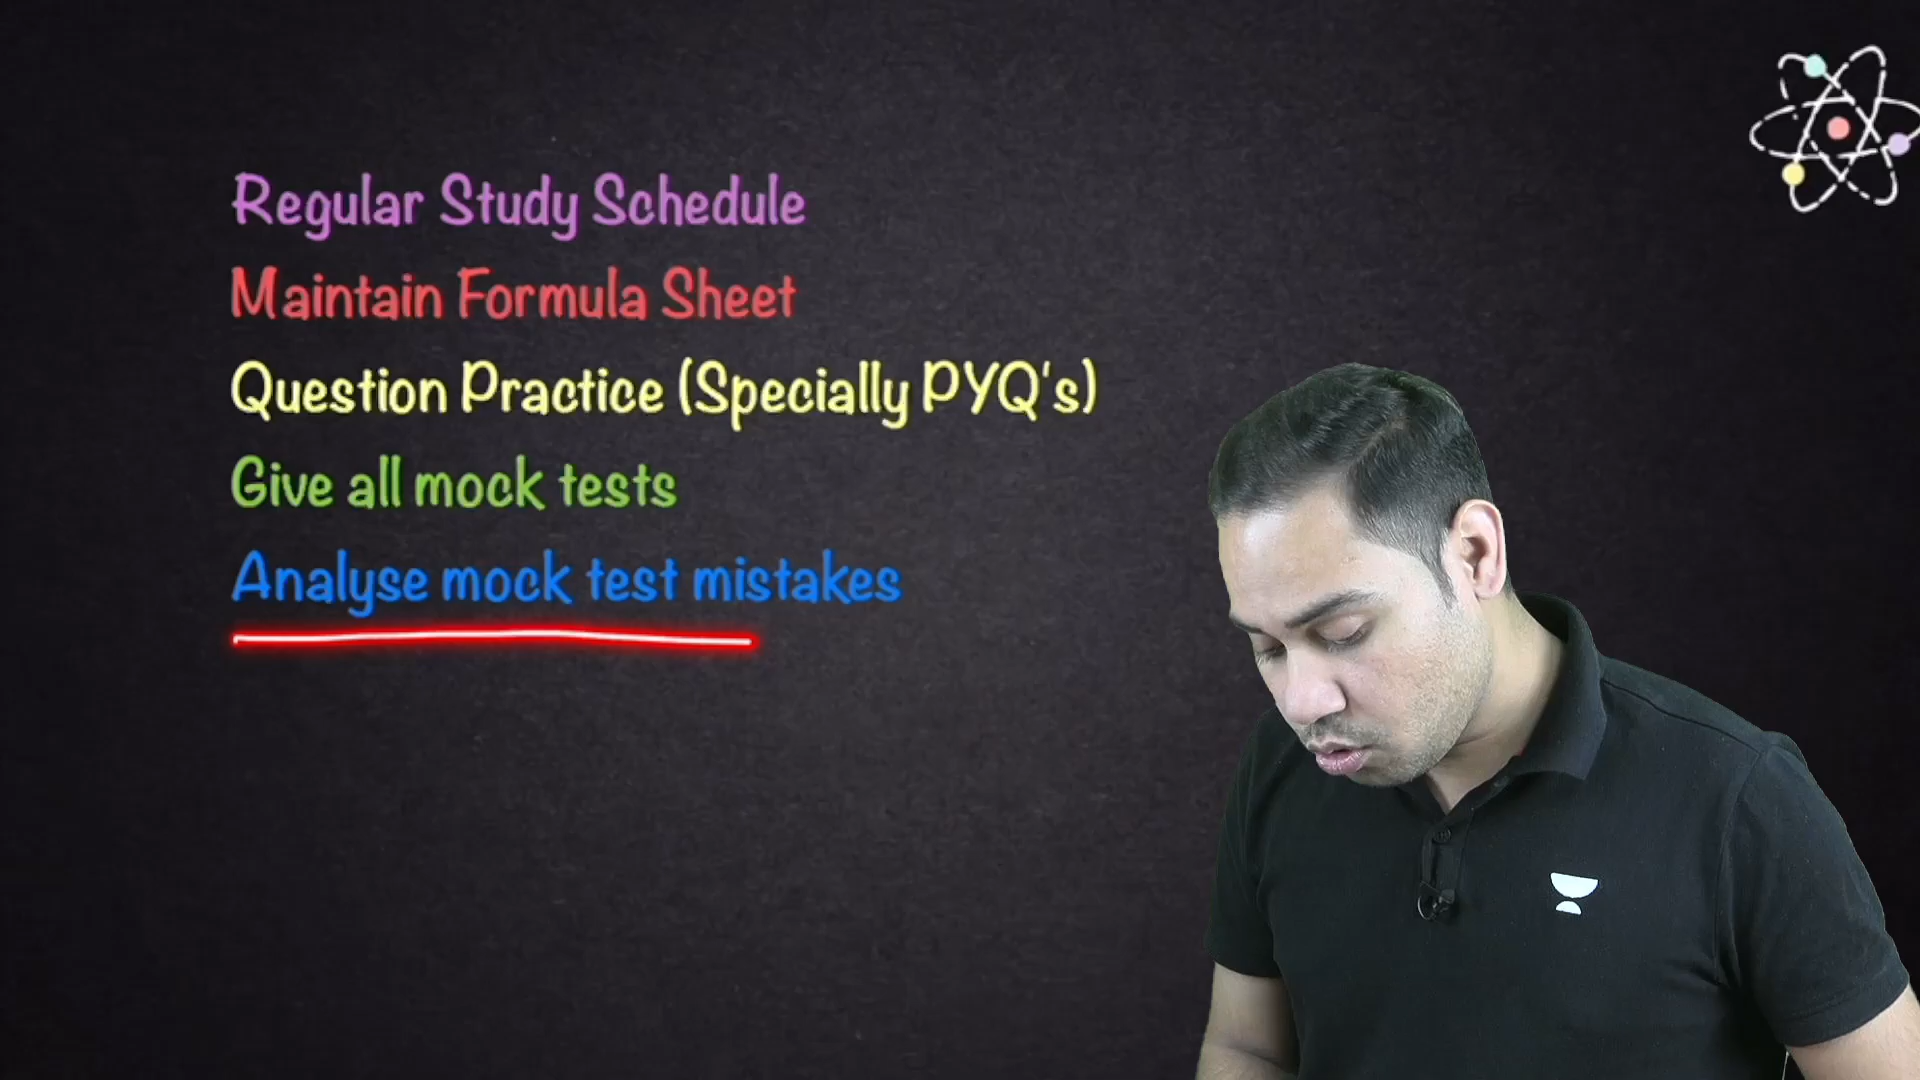 Regular Study Schedule
Maintain Formula Sheet
Question Practice (Specially PYQ's)
Give all mock tests
Analyse mock test mistakes